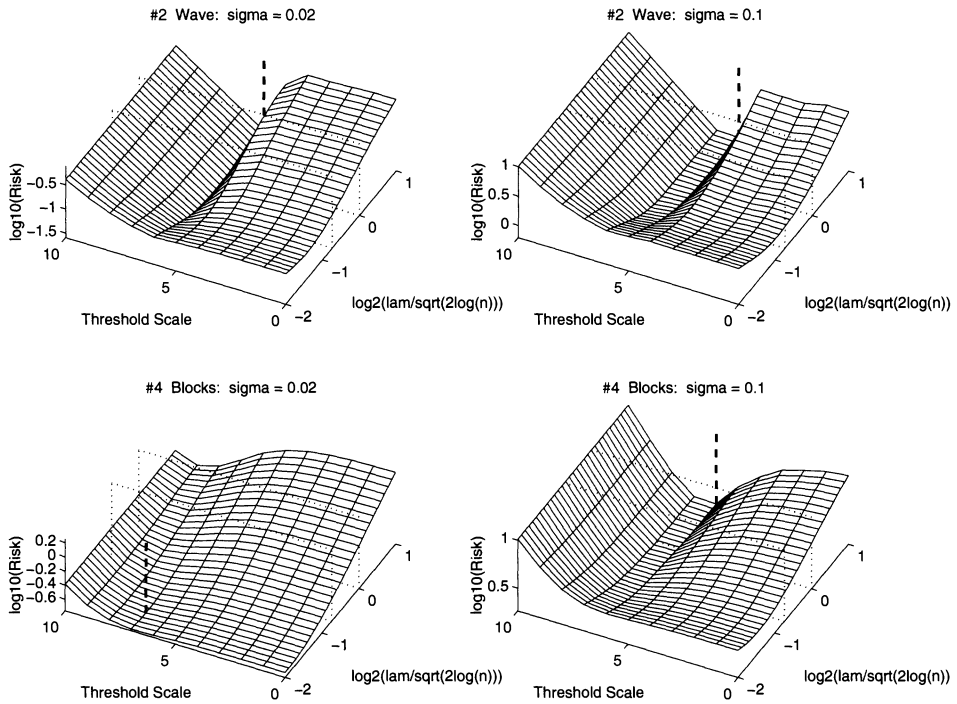 #2 Wave: sigma = 0.02
log10(Risk)
−0.5
−1
−1.5
10
5
0
Threshold Scale
−2
−1
0
1
log2(lam/sqrt(2log(n)))
#2 Wave: sigma = 0.1
log10(Risk)
1
0.5
0
10
5
0
Threshold Scale
−2
−1
0
1
log2(lam/sqrt(2log(n))
#4 Blocks: sigma = 0.02
log10(Risk)
0.2
0
−0.2
−0.4
−0.6
10
5
0
Threshold Scale
−2
−1
0
1
log2(lam/sqrt(2log(n)))
#4 Blocks: sigma = 0.1
log10(Risk)
1
0.5
10
5
0
Threshold Scale
−2
−1
0
1
log2(lam/sqrt(2log(n))